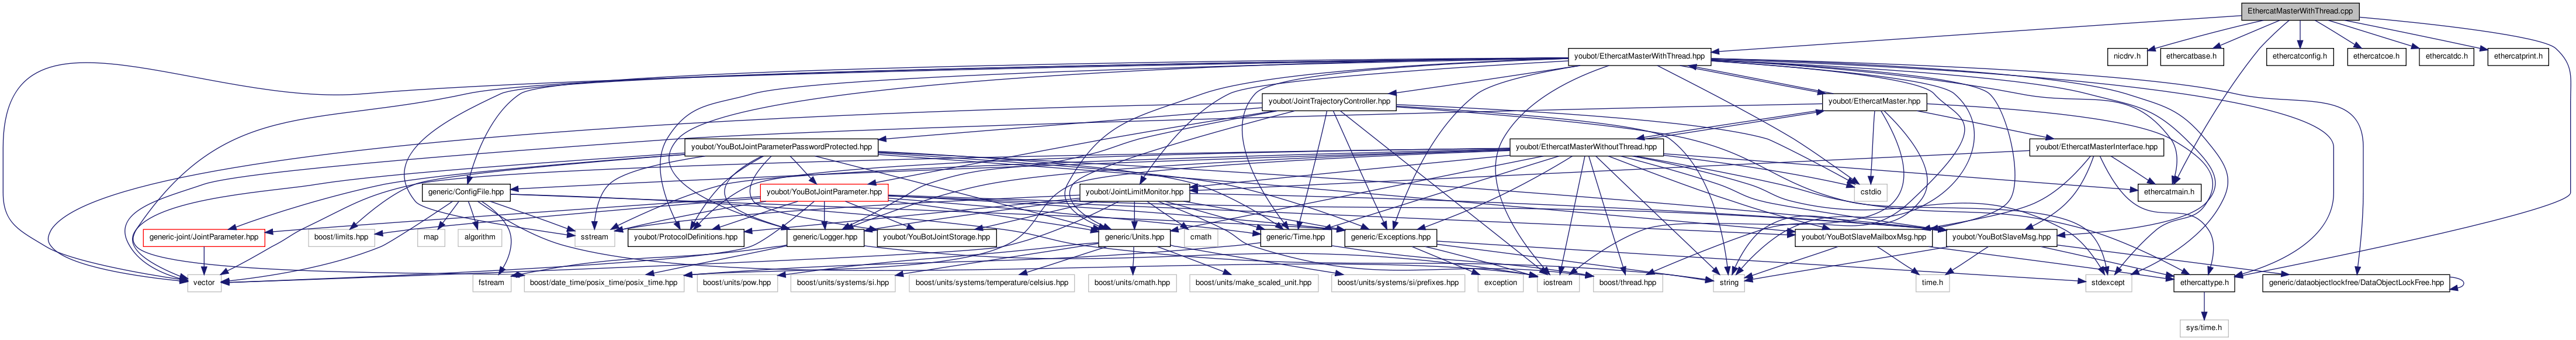 EthercatMasterWithThread.cpp
youbot/EthercatMasterWithThread.hpp
nicdrv.h
ethercatbase.h
ethercatconfig.h
ethercatcoe.h
ethercatdc.h
ethercatprint.h
youbot/JointTrajectoryController.hpp
youbot/EthercatMaster.hpp
youbot/YouBotJointParameterPasswordProtected.hpp
youbot/EthercatMasterWithoutThread.hpp
youbot/EthercatMasterInterface.hpp
generic/ConfigFile.hpp
youbot/YouBotJointParameter.hpp
youbot/JointLimitMonitor.hpp
cstdio
ethercatmain.h
generic-joint/JointParameter.hpp
boost/limits.hpp
map
algorithm
sstream
youbot/ProtocolDefinitions.hpp
generic/Logger.hpp
youbot/YouBotJointStorage.hpp
generic/Units.hpp
cmath
generic/Time.hpp
generic/Exceptions.hpp
youbot/YouBotSlaveMailboxMsg.hpp
youbot/YouBotSlaveMsg.hpp
vector
fstream
boost/date_time/posix_time/posix_time.hpp
boost/units/pow.hpp
boost/units/systems/si.hpp
boost/units/systems/temperature/celsius.hpp
boost/units/cmath.hpp
boost/units/make_scaled_unit.hpp
boost/units/systems/si/prefixes.hpp
exception
iostream
boost/thread.hpp
string
time.h
stdexcept
ethercattype.h
generic/dataobjectlockfree/DataObjectLockFree.hpp
sys/time.h